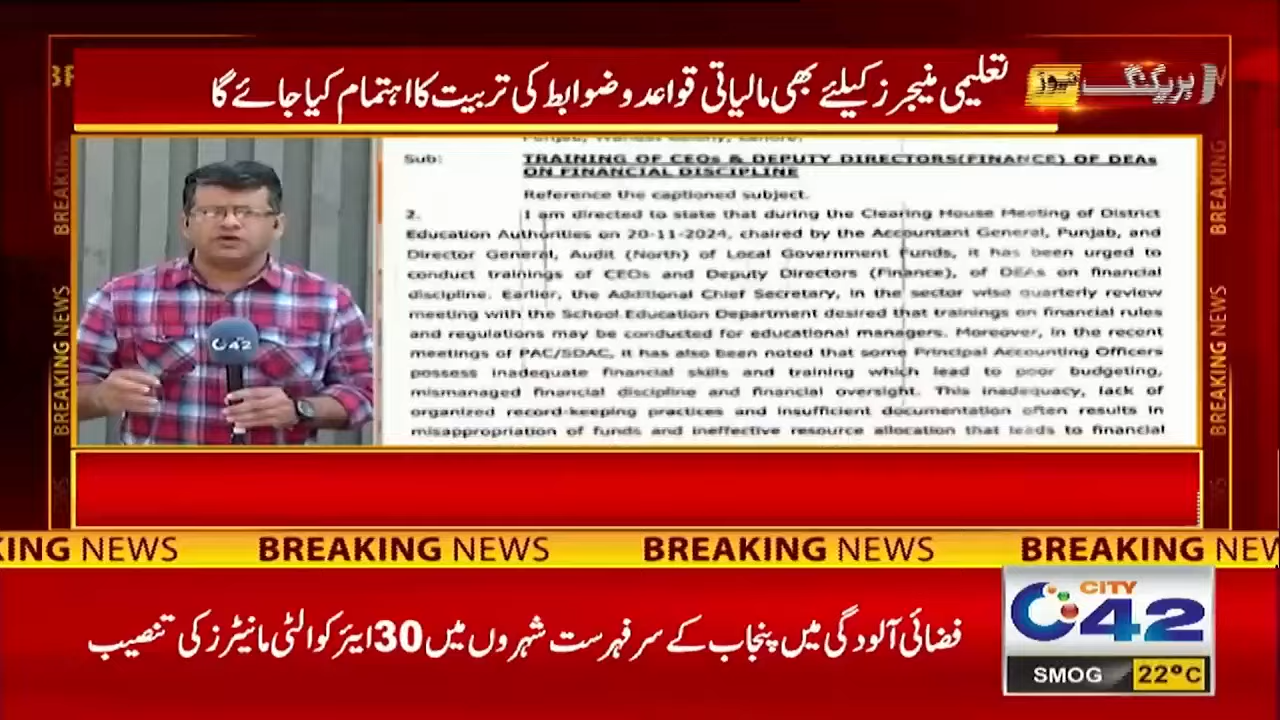 تعلیمی منیجرز کیلئے بھی مالیاتی قواعد و ضوابط کی تربیت کا اہتمام کیا جائے گا
بریکنگ
نیوز
Sub: TRAINING OF CEOs & DEPUTY DIRECTORS(FINANCE) OF DEAs
ON FINANCIAL DISCIPLINE
Reference the captioned subject.
2. I am directed to state that during the Clearing House Meeting of District
Education Authorities on 20-11-2024, chaired by the Accountant General, Punjab, and
Director General, Audit (North) of Local Government Funds, it has been urged to
conduct trainings of CEOs and Deputy Directors (Finance), of DEAs on financial
discipline. Earlier, the Additional Chief Secretary, in the sector wise quarterly review
meeting with the School Education Department desired that trainings on financial rules
and regulations may be conducted for educational managers. Moreover, in the recent
meetings of PAC/SDAC, it has also been noted that some Principal Accounting Officers
possess inadequate financial skills and training which lead to poor budgeting,
mismanaged financial discipline and financial oversight. This inadequacy, lack of
organized record-keeping practices and insufficient documentation often results in
misappropriation of funds and ineffective resource allocation that leads to financial
42
BREAKING
BREAKING NEWS
BREAKING
BREAKING NEWS
KING NEWS BREAKING NEWS BREAKING NEWS BREAKING NEW
فضائی آلودگی میں پنجاب کے سرفہرست شہروں میں 30 ایئر کوالٹی مانیٹرز کی تنصیب
CITY
42
SMOG 22°C